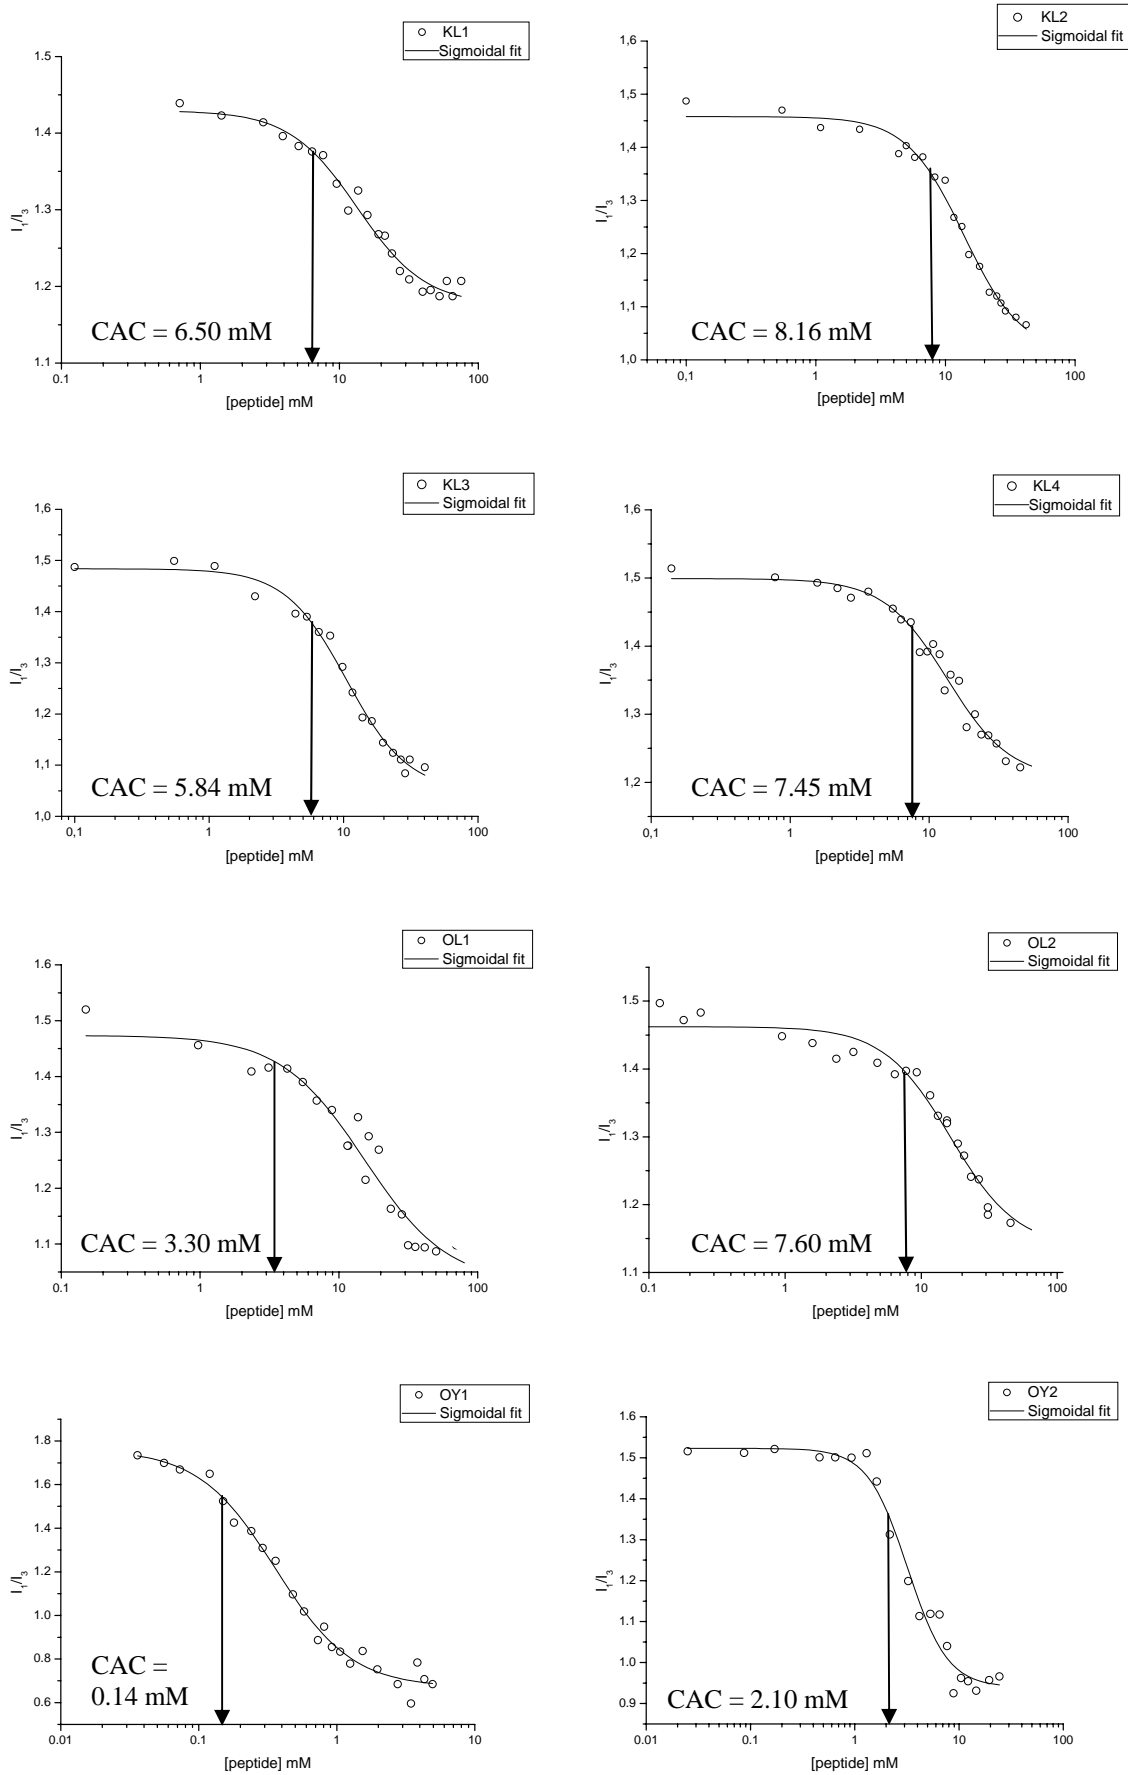 KL1
Sigmoidal fit
1.5
1.4
1.3
1.2
1.1
I1/I3
CAC = 6.50 mM
0.1 1 10 100
[peptide] mM
KL2
Sigmoidal fit
1,6
1,5
1,4
1,3
1,2
1,1
1,0
I1/I3
CAC = 8.16 mM
0,1 1 10 100
[peptide] mM
KL3
Sigmoidal fit
1,6
1,5
1,4
1,3
1,2
1,1
1,0
I1/I3
CAC = 5.84 mM
0,1 1 10 100
[peptide] mM
KL4
Sigmoidal fit
1,6
1,5
1,4
1,3
1,2
I1/I3
CAC = 7.45 mM
0,1 1 10 100
[peptide] mM
OL1
Sigmoidal fit
1.6
1.5
1.4
1.3
1.2
1.1
I1/I3
CAC = 3.30 mM
0.1 1 10 100
[peptide] mM
OL2
Sigmoidal fit
1.5
1.4
1.3
1.2
1.1
I1/I3
CAC = 7.60 mM
0.1 1 10 100
[peptide] mM
OY1
Sigmoidal fit
1.8
1.6
1.4
1.2
1.0
0.8
0.6
I1/I3
CAC =
0.14 mM
0.01 0.1 1 10
[peptide] mM
OY2
Sigmoidal fit
1.6
1.5
1.4
1.3
1.2
1.1
1.0
0.9
I1/I3
CAC = 2.10 mM
0.01 0.1 1 10 100
[peptide] mM